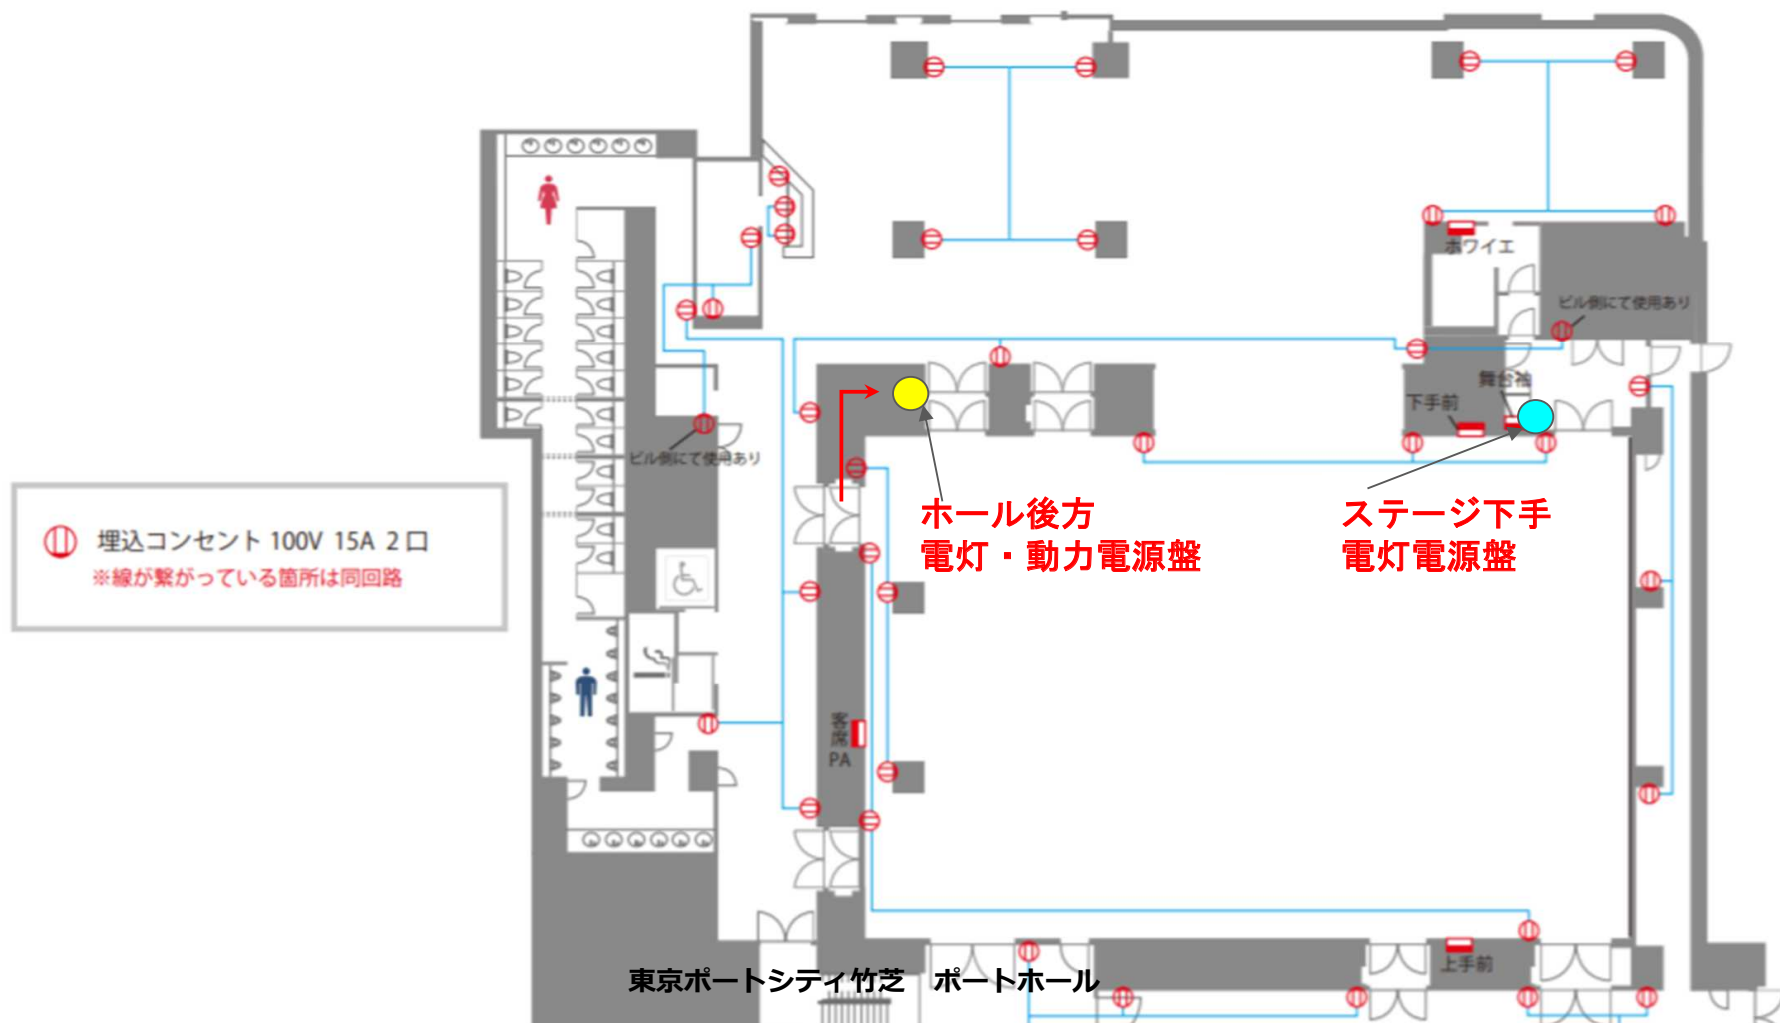 ホワイエ
ビル側にて使用あり
舞台袖
下手前
ビル側にて使用あり
埋込コンセント 100V 15A 2口
※線が繋がっている箇所は同回路
ホール後方
電灯・動力電源盤
ステージ下手
電灯電源盤
客席
PA
上手前
東京ポートシティ竹芝　ポートホール